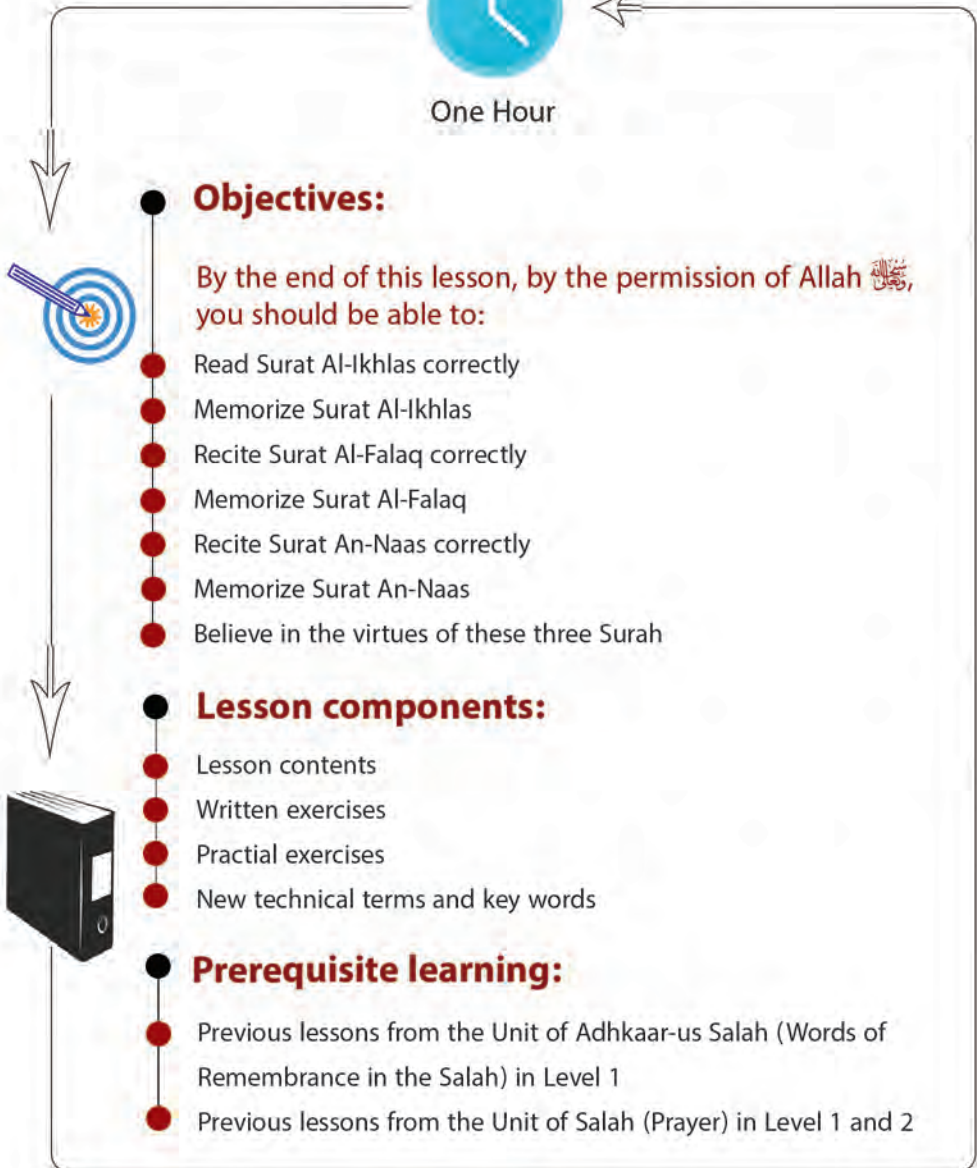 One Hour
Objectives:
By the end of this lesson, by the permission of Allah سُبْحَانَهُ وَتَعَالَى,
you should be able to:
Read Surat Al-Ikhlas correctly
Memorize Surat Al-Ikhlas
Recite Surat Al-Falaq correctly
Memorize Surat Al-Falaq
Recite Surat An-Naas correctly
Memorize Surat An-Naas
Believe in the virtues of these three Surah
Lesson components:
Lesson contents
Written exercises
Practial exercises
New technical terms and key words
Prerequisite learning:
Previous lessons from the Unit of Adhkaar-us Salah (Words of
Remembrance in the Salah) in Level 1
Previous lessons from the Unit of Salah (Prayer) in Level 1 and 2